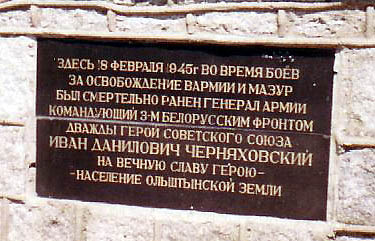 ЗДЕСЬ 18 ФЕВРАЛЯ 1945г ВО ВРЕМЯ БОЁВ
ЗА ОСВОБОЖДЕНИЕ ВАРМИИ И МАЗУР
БЫЛ СМЕРТЕЛЬНО РАНЕН ГЕНЕРАЛ АРМИИ
КОМАНДУЮЩИЙ 3-М БЕЛОРУССКИМ ФРОНТОМ
ДВАЖДЫ ГЕРОЙ СОВЕТСКОГО СОЮЗА
ИВАН ДАНИЛОВИЧ ЧЕРНЯХОВСКИЙ
НА ВЕЧНУЮ СЛАВУ ГЕРОЮ-
-НАСЕЛЕНИЕ ОЛЬШТЫНСКОЙ ЗЕМЛИ